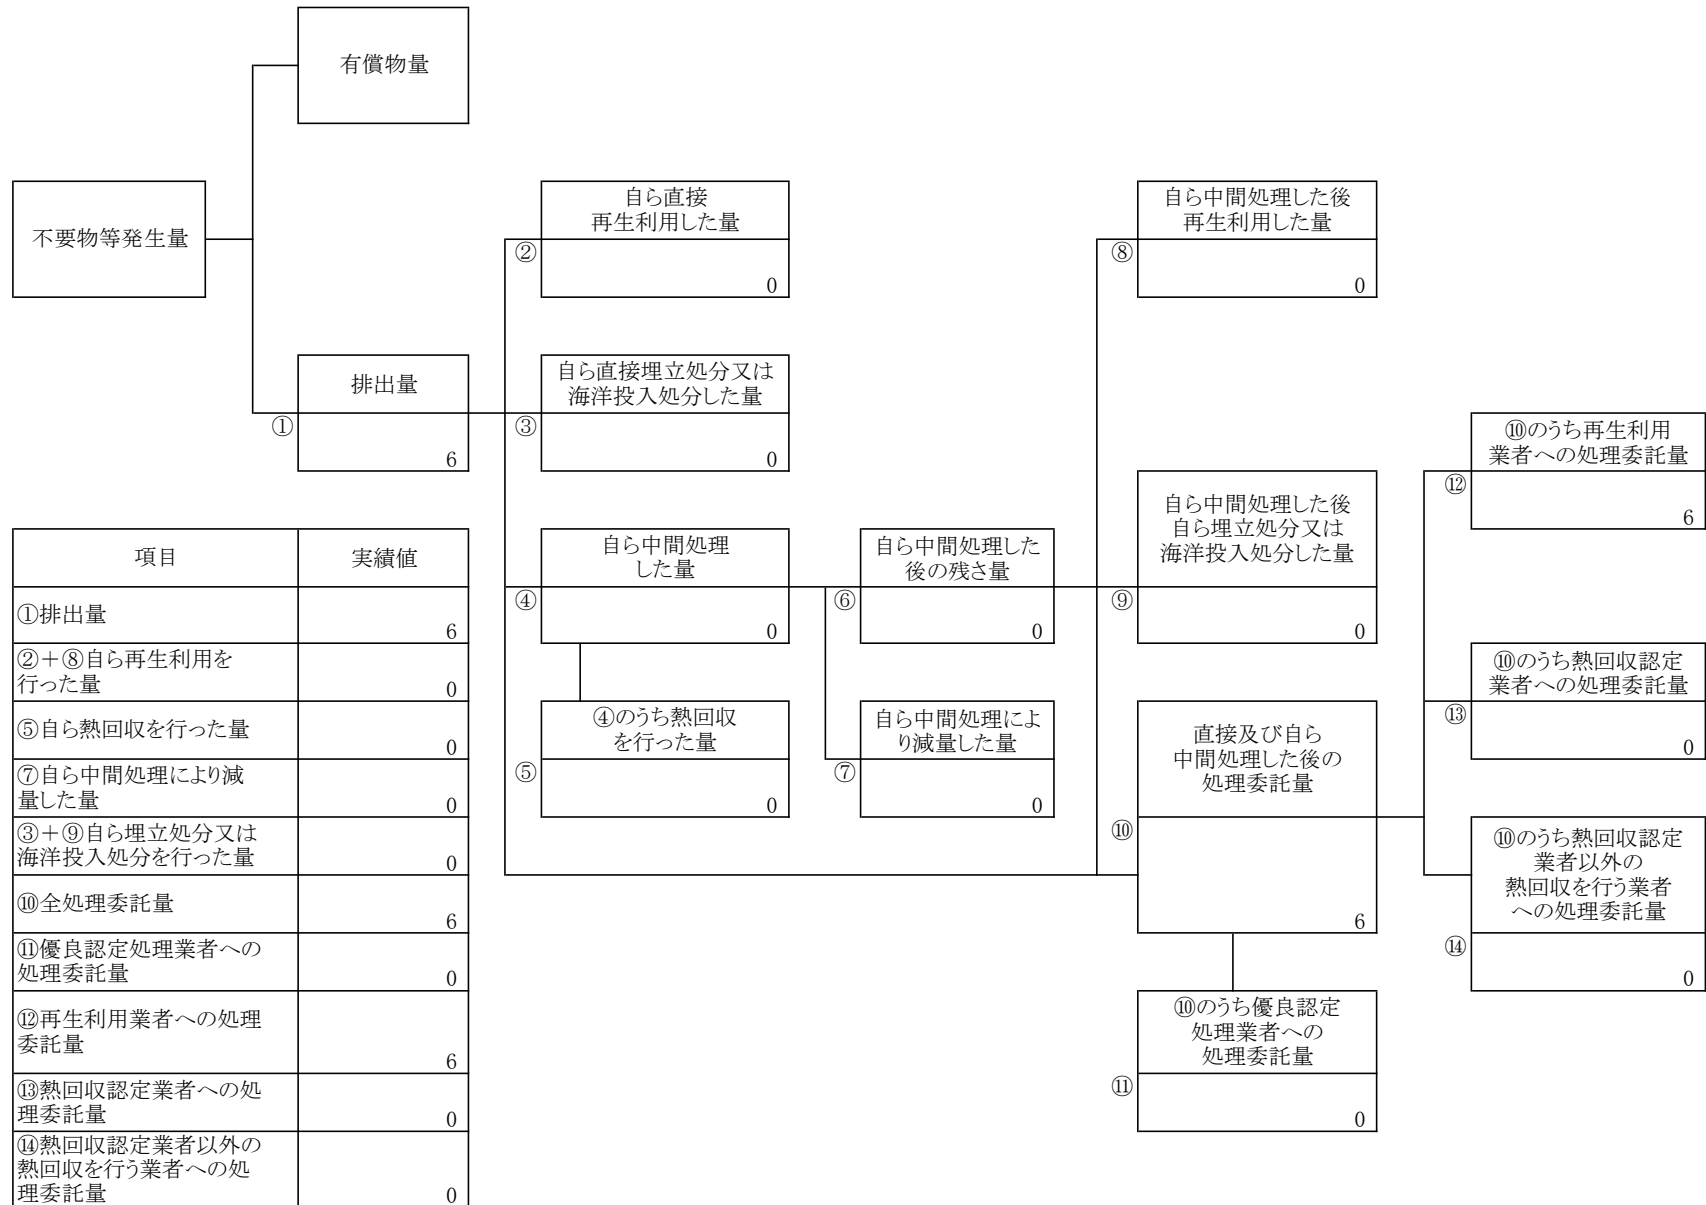 有償物量
不要物等発生量
排出量
①
6
自ら直接
再生利用した量
②
0
自ら直接埋立処分又は
海洋投入処分した量
③
0
自ら中間処理
した量
④
0
④のうち熱回収
を行った量
⑤
0
自ら中間処理した
後の残さ量
⑥
0
自ら中間処理によ
り減量した量
⑦
0
自ら中間処理した後
再生利用した量
⑧
0
自ら中間処理した後
自ら埋立処分又は
海洋投入処分した量
⑨
0
直接及び自ら
中間処理した後の
処理委託量
⑩
6
⑩のうち優良認定
処理業者への
処理委託量
⑪
0
⑩のうち再生利用
業者への処理委託量
⑫
6
⑩のうち熱回収認定
業者への処理委託量
⑬
0
⑩のうち熱回収認定
業者以外の
熱回収を行う業者
への処理委託量
⑭
0
項目 実績値
①排出量
6
②＋⑧自ら再生利用を
行った量
0
⑤自ら熱回収を行った量
0
⑦自ら中間処理により減
量した量
0
③＋⑨自ら埋立処分又は
海洋投入処分を行った量
0
⑩全処理委託量
6
⑪優良認定処理業者への
処理委託量
0
⑫再生利用業者への処理
委託量
6
⑬熱回収認定業者への処
理委託量
0
⑭熱回収認定業者以外の
熱回収を行う業者への処
理委託量
0